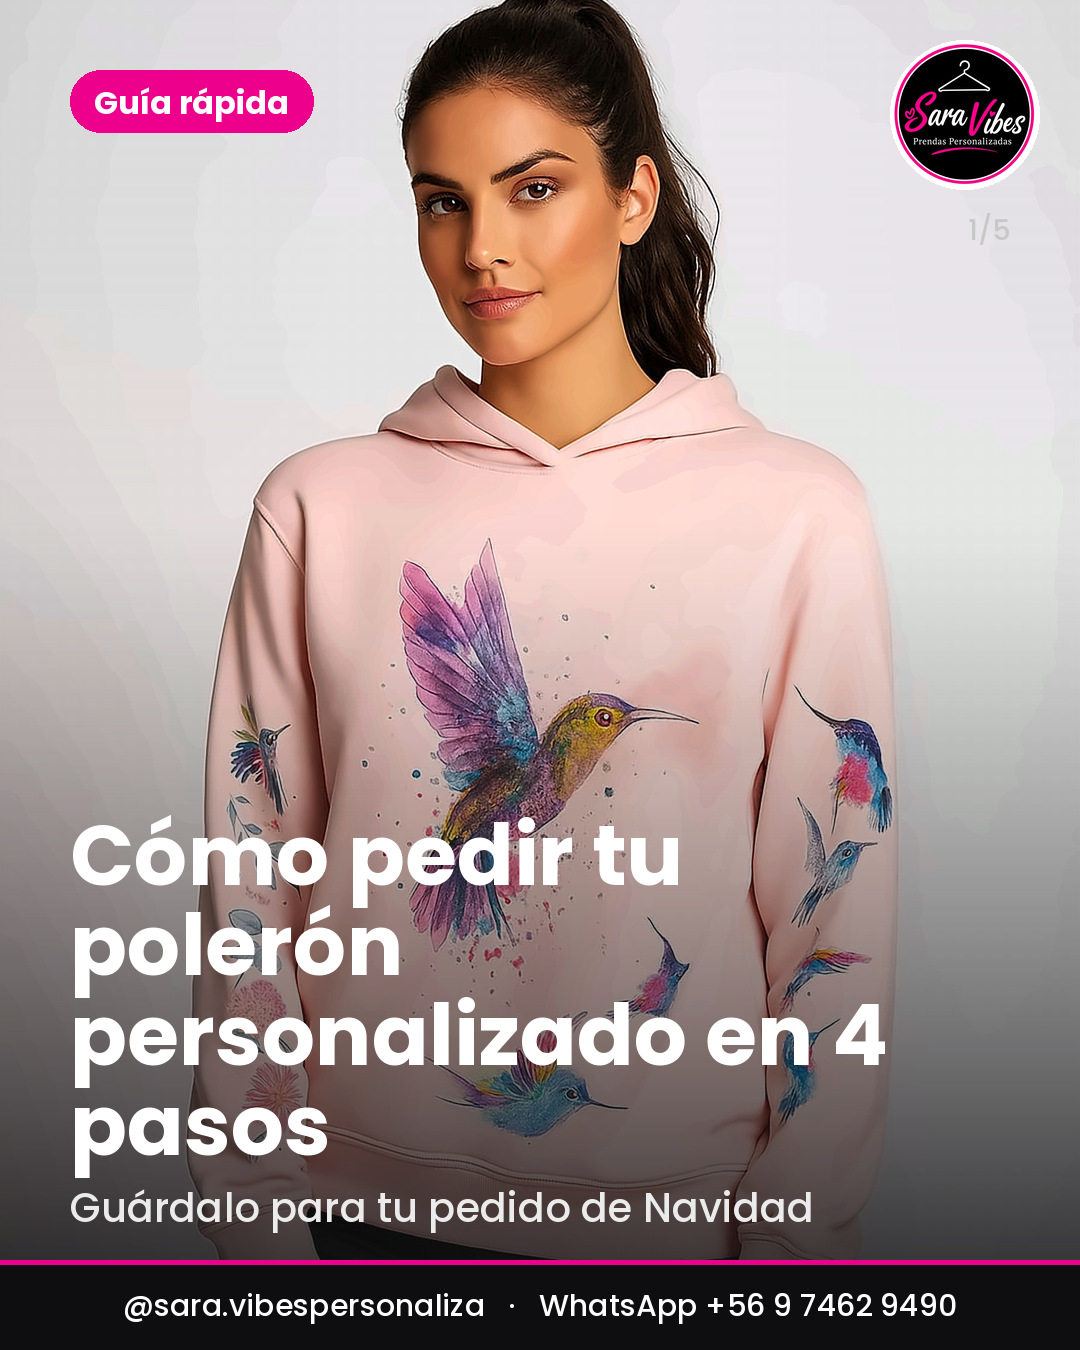 Guía rápida
Sara Vibes
Prendas Personalizadas
1/5
Cómo pedir tu
polerón
personalizado en 4
pasos
Guárdalo para tu pedido de Navidad
@sara.vibespersonaliza · WhatsApp +56 9 7462 9490